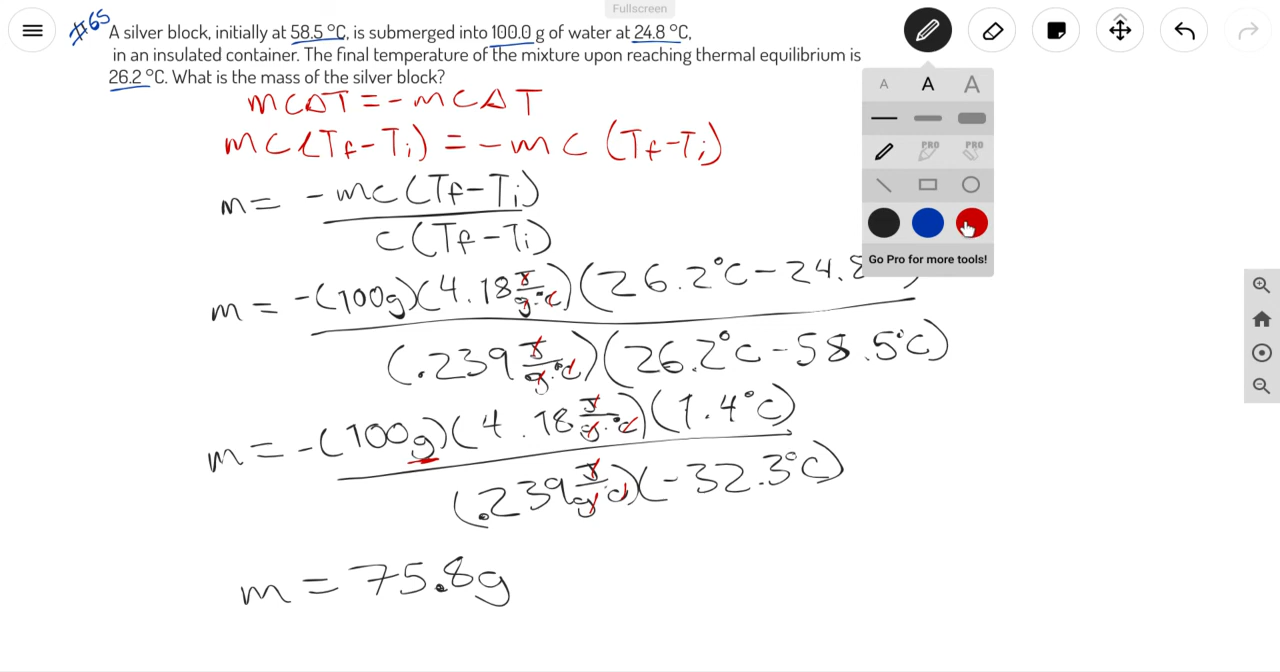 Fullscreen
#65 A silver block, initially at 58.5 °C, is submerged into 100.0 g of water at 24.8 °C,
in an insulated container. The final temperature of the mixture upon reaching thermal equilibrium is
26.2 °C. What is the mass of the silver block?
mCΔT = -mCΔT
mC(Tf-Ti) = -mC(Tf-Ti)
m = -mc(Tf-Ti)
c(Tf-Ti)
m = -(100g)(4.18 J/g·°C)(26.2°C-24.8
(.239 J/g·°C)(26.2°C-58.5°C)
m = -(100g)(4.18 J/g·°C)(1.4°C)
(.239 J/g·°C)(-32.3°C)
m = 75.8g
A A A
PRO PRO
Go Pro for more tools!